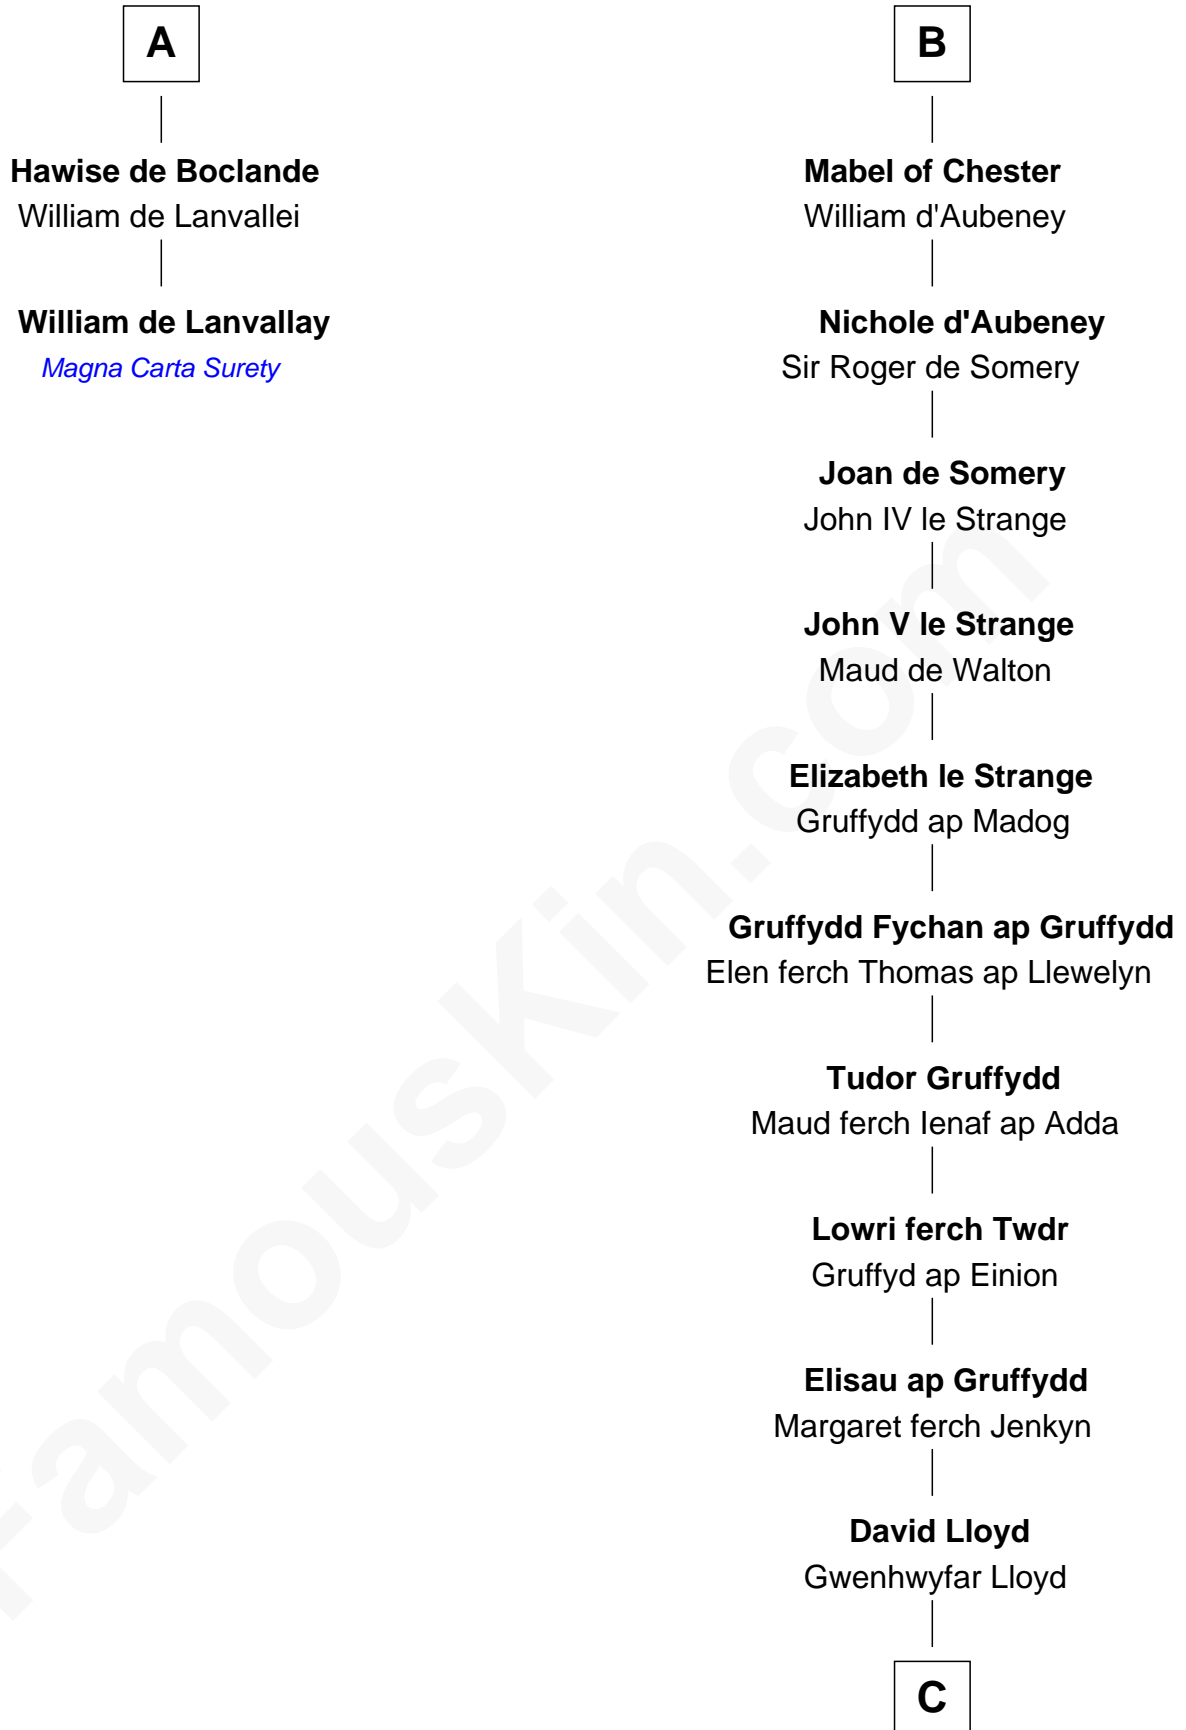 A
Hawise de Boclande
William de Lanvallei
William de Lanvallay
Magna Carta Surety
B
Mabel of Chester
William d'Aubeney
Nichole d'Aubeney
Sir Roger de Somery
Joan de Somery
John IV le Strange
John V le Strange
Maud de Walton
Elizabeth le Strange
Gruffydd ap Madog
Gruffydd Fychan ap Gruffydd
Elen ferch Thomas ap Llewelyn
Tudor Gruffydd
Maud ferch Ienaf ap Adda
Lowri ferch Twdr
Gruffyd ap Einion
Elisau ap Gruffydd
Margaret ferch Jenkyn
David Lloyd
Gwenhwyfar Lloyd
C
FamousKin.com